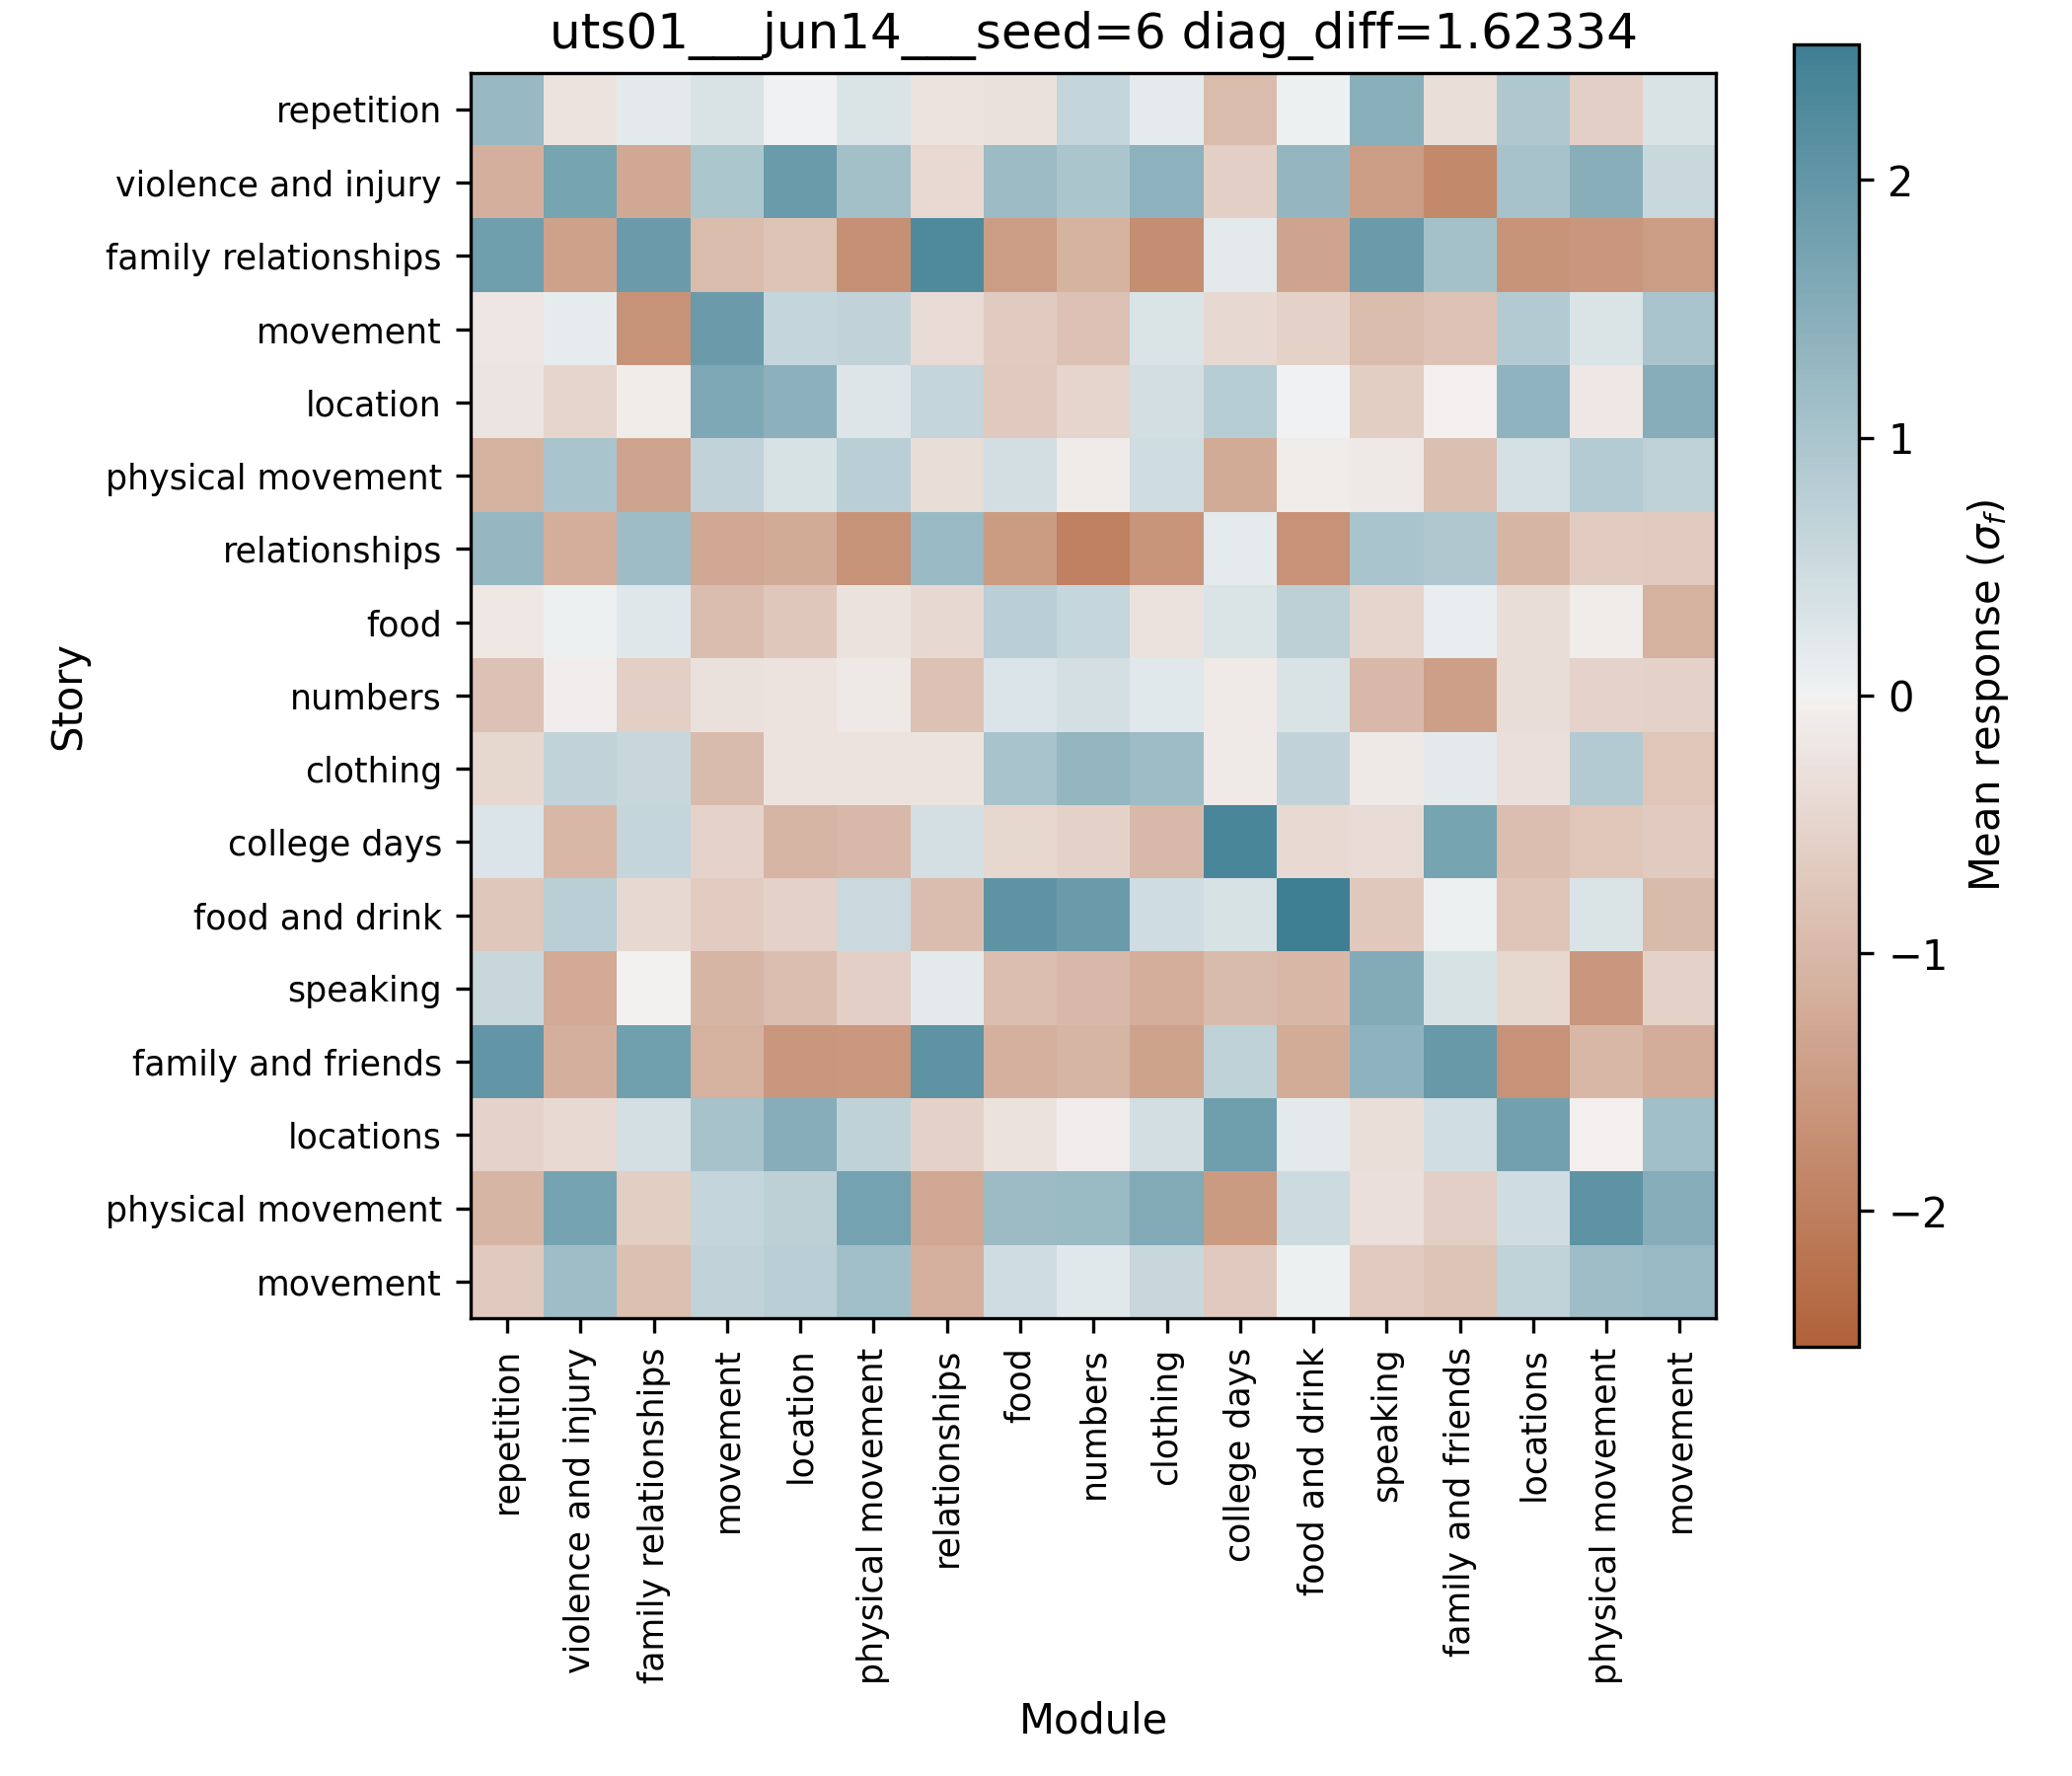 uts01___jun14___seed=6 diag_diff=1.62334
repetition
violence and injury
family relationships
movement
location
physical movement
relationships
food
numbers
clothing
college days
food and drink
speaking
family and friends
locations
physical movement
movement
Story
repetition
violence and injury
family relationships
movement
location
physical movement
relationships
food
numbers
clothing
college days
food and drink
speaking
family and friends
locations
physical movement
movement
Module
2
1
0
−1
−2
Mean response (σf)